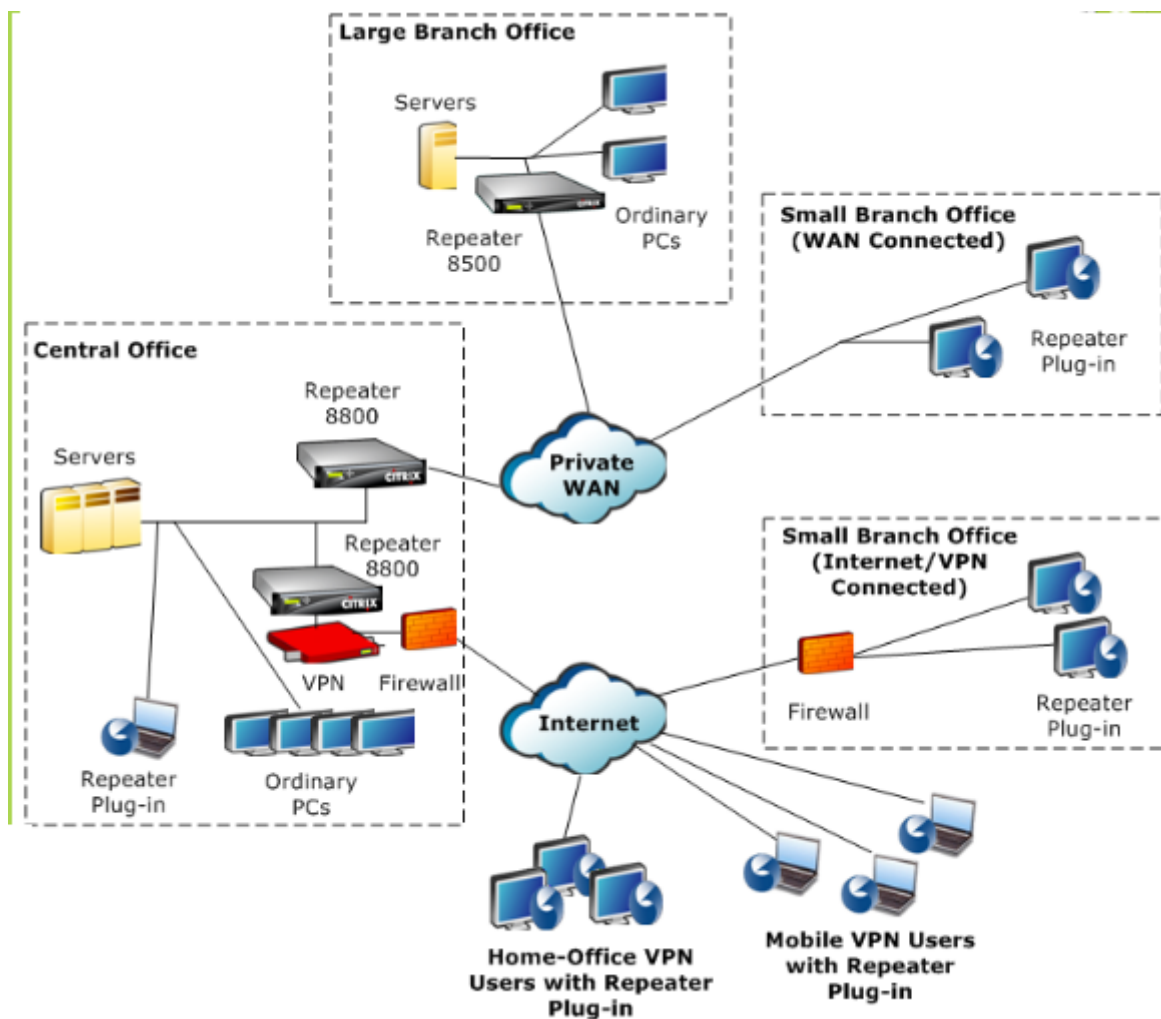 Large Branch Office
Servers
Repeater
8500
Ordinary
PCs
CITRIX
Small Branch Office
(WAN Connected)
Repeater
Plug-in
Central Office
Repeater
8800
CITRIX
Servers
Repeater
8800
CITRIX
VPN
Firewall
Repeater
Plug-in
Ordinary
PCs
Private
WAN
Small Branch Office
(Internet/VPN
Connected)
Firewall
Repeater
Plug-in
Internet
Home-Office VPN
Users with Repeater
Plug-in
Mobile VPN Users
with Repeater
Plug-in